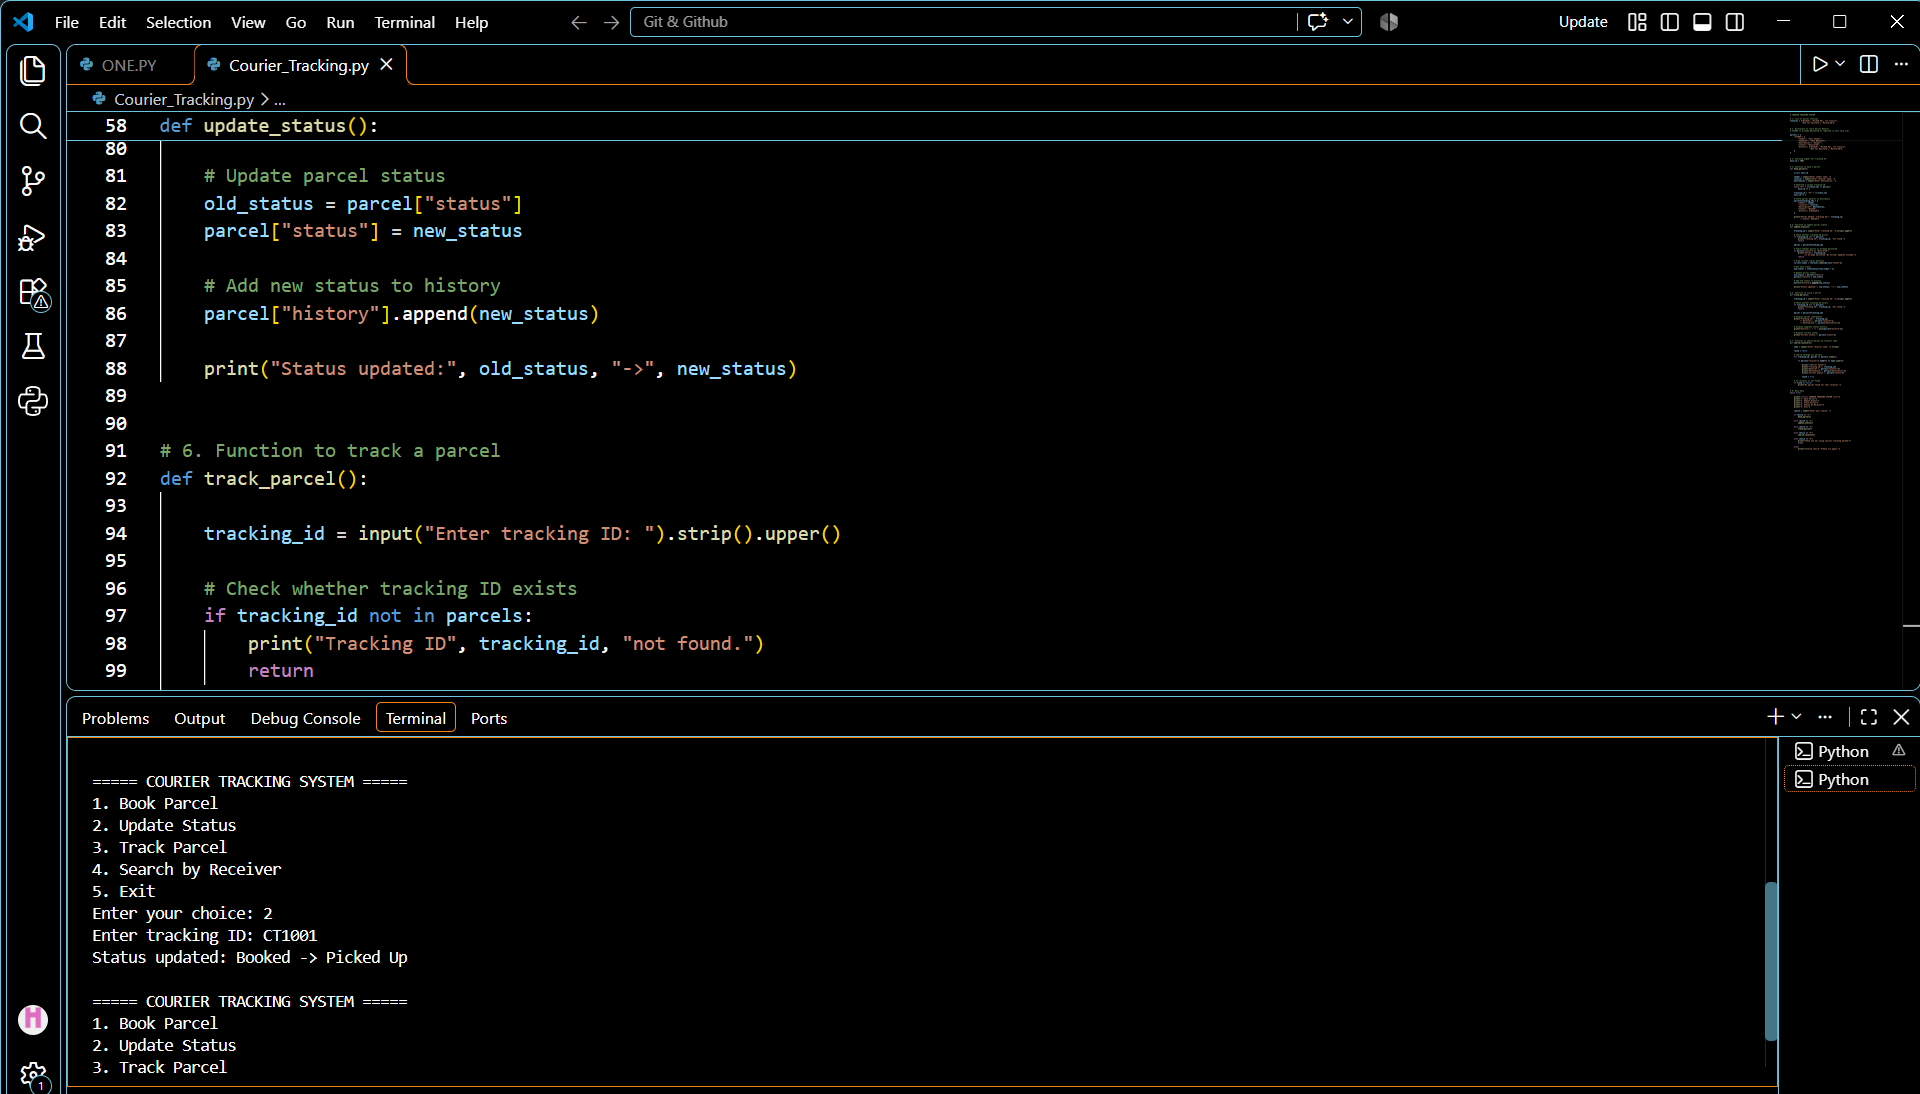 File Edit Selection View Go Run Terminal Help
Git & Github
Update
ONE.PY
Courier_Tracking.py
Courier_Tracking.py > ...
58 def update_status():
80
81 # Update parcel status
82 old_status = parcel["status"]
83 parcel["status"] = new_status
84
85 # Add new status to history
86 parcel["history"].append(new_status)
87
88 print("Status updated:", old_status, "->", new_status)
89
90
91 # 6. Function to track a parcel
92 def track_parcel():
93
94 tracking_id = input("Enter tracking ID: ").strip().upper()
95
96 # Check whether tracking ID exists
97 if tracking_id not in parcels:
98 print("Tracking ID", tracking_id, "not found.")
99 return
Problems Output Debug Console Terminal Ports
Python
Python
===== COURIER TRACKING SYSTEM =====
1. Book Parcel
2. Update Status
3. Track Parcel
4. Search by Receiver
5. Exit
Enter your choice: 2
Enter tracking ID: CT1001
Status updated: Booked -> Picked Up
===== COURIER TRACKING SYSTEM =====
1. Book Parcel
2. Update Status
3. Track Parcel
H
1